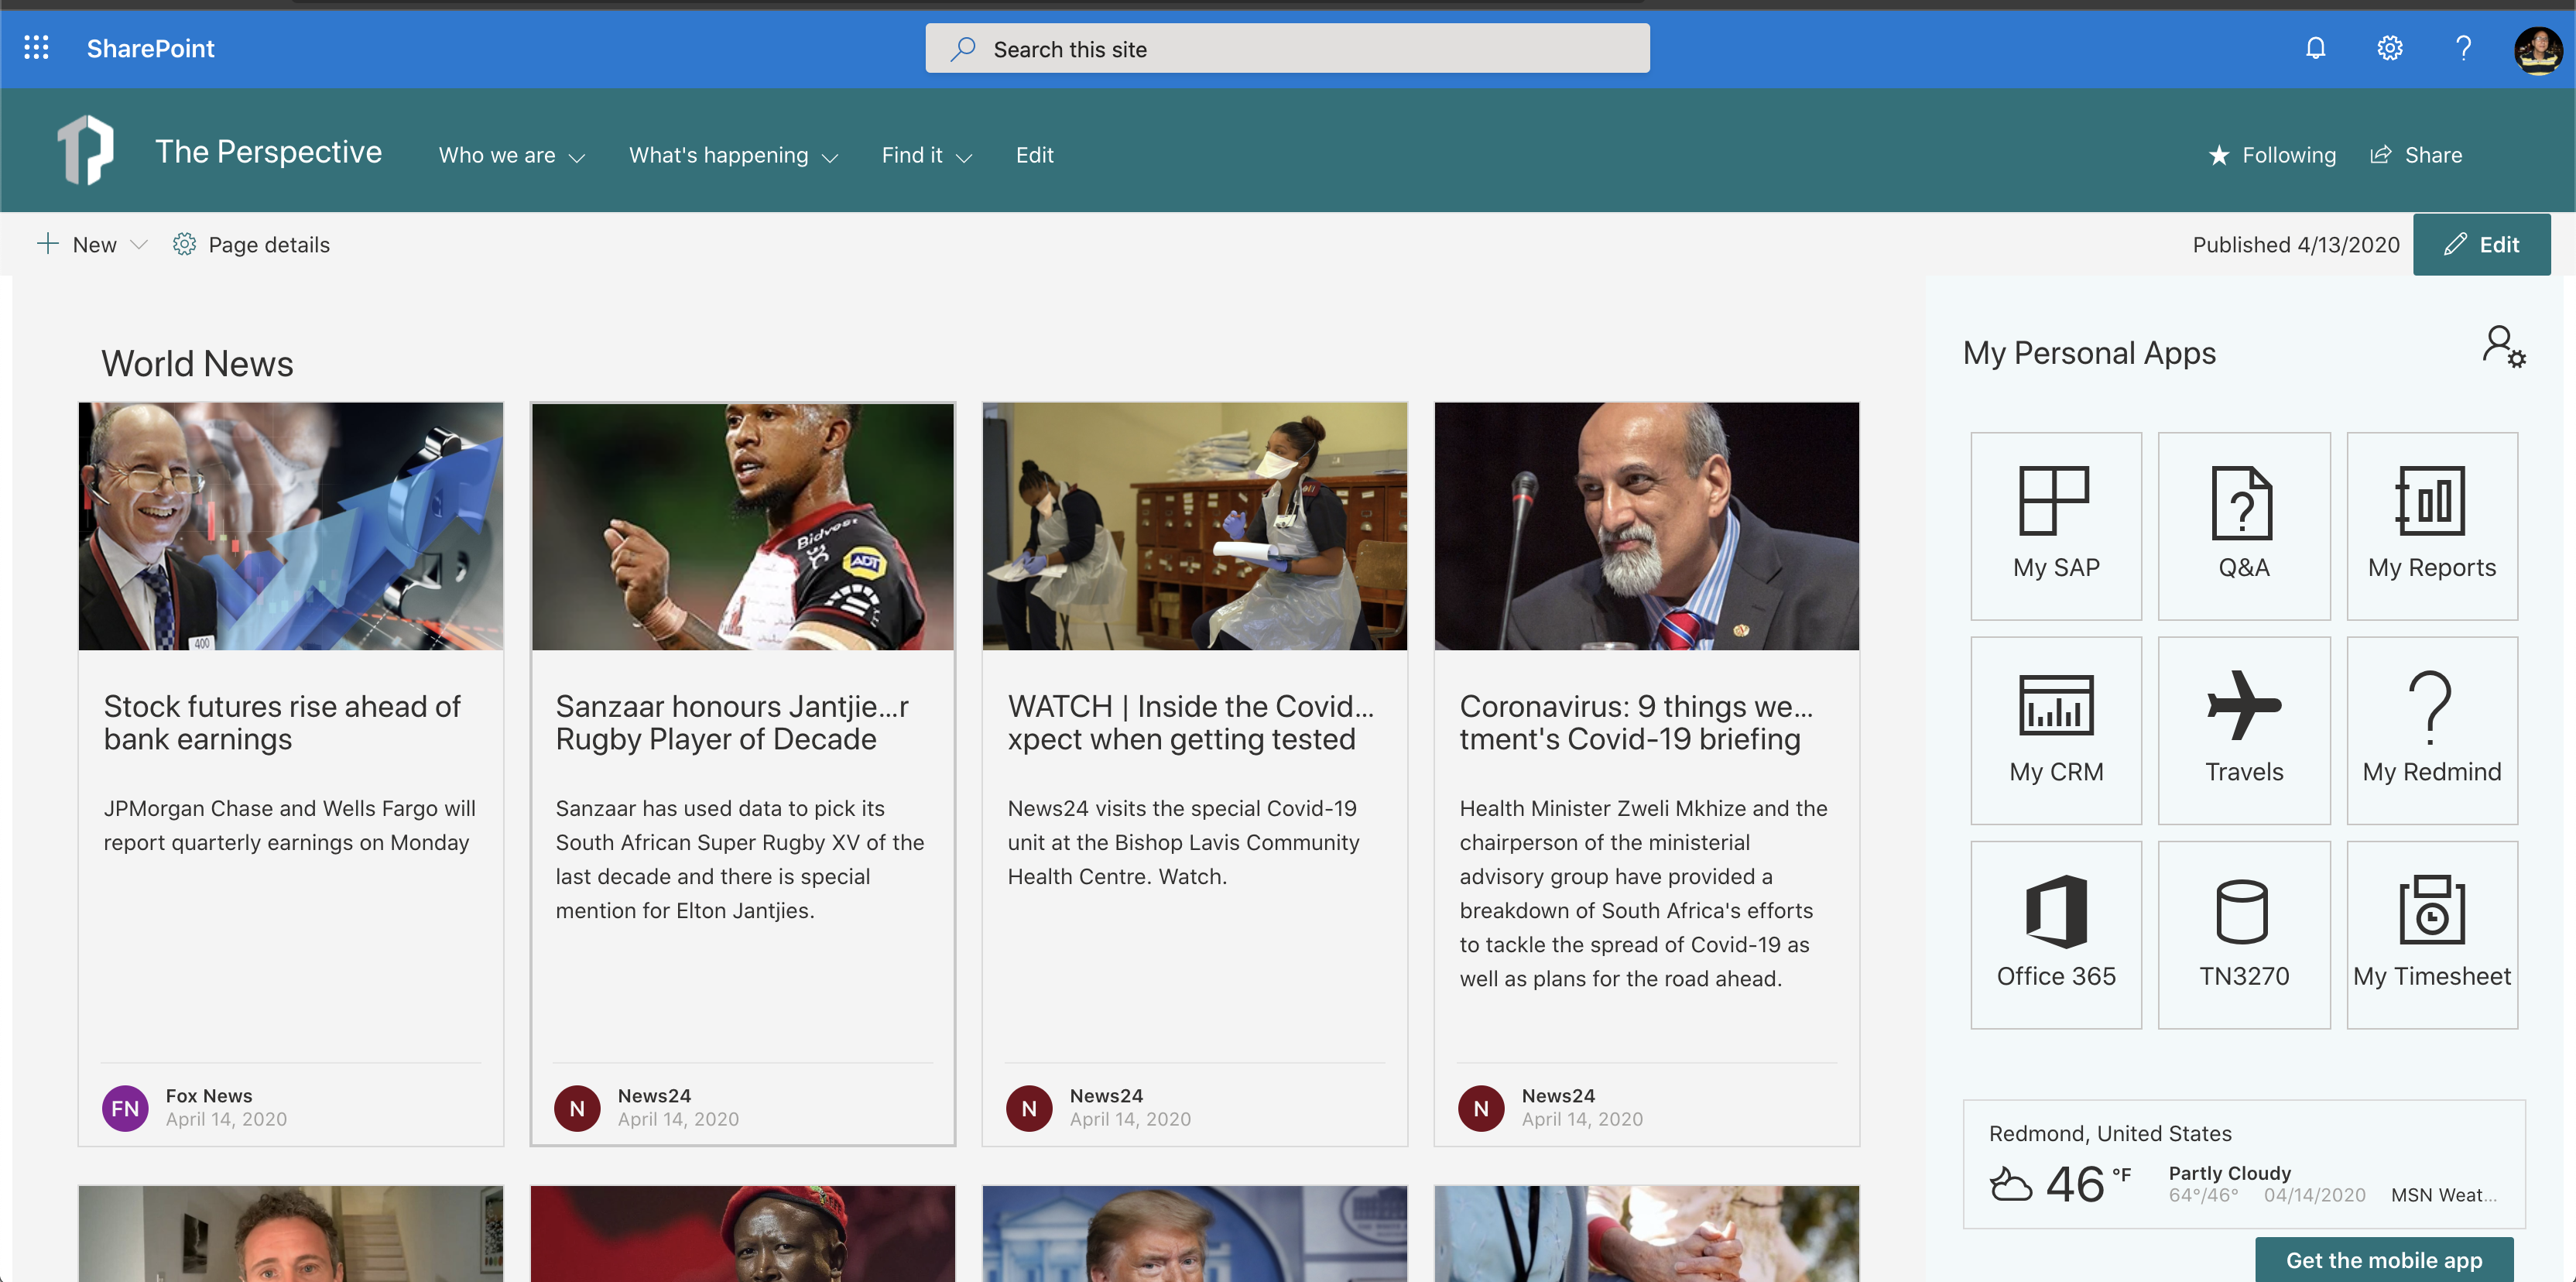 SharePoint
Search this site
The Perspective
Who we are
What's happening
Find it
Edit
Following
Share
New
Page details
Published 4/13/2020
Edit
World News
400
Stock futures rise ahead of
bank earnings
JPMorgan Chase and Wells Fargo will
report quarterly earnings on Monday
FN
Fox News
April 14, 2020
Bidvest
ADT
Sanzaar honours Jantjie...r
Rugby Player of Decade
Sanzaar has used data to pick its
South African Super Rugby XV of the
last decade and there is special
mention for Elton Jantjies.
N
News24
April 14, 2020
WATCH | Inside the Covid...
xpect when getting tested
News24 visits the special Covid-19
unit at the Bishop Lavis Community
Health Centre. Watch.
N
News24
April 14, 2020
Coronavirus: 9 things we...
tment's Covid-19 briefing
Health Minister Zweli Mkhize and the
chairperson of the ministerial
advisory group have provided a
breakdown of South Africa's efforts
to tackle the spread of Covid-19 as
well as plans for the road ahead.
N
News24
April 14, 2020
My Personal Apps
My SAP
Q&A
My Reports
My CRM
Travels
My Redmind
Office 365
TN3270
My Timesheet
Redmond, United States
46 °F
Partly Cloudy
64°/46° 04/14/2020 MSN Weat...
Get the mobile app